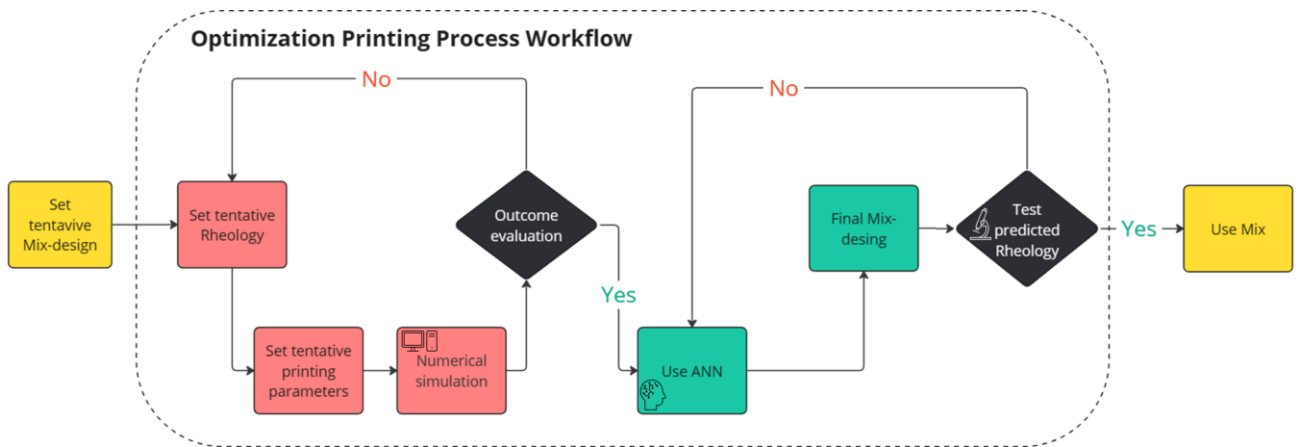 Optimization Printing Process Workflow
No
No
Set
tentavive
Mix-design
Set tentative
Rheology
Outcome
evaluation
Final Mix-
desing
Test
predicted
Rheology
Yes
Use Mix
Yes
Set tentative
printing
parameters
Numerical
simulation
Use ANN